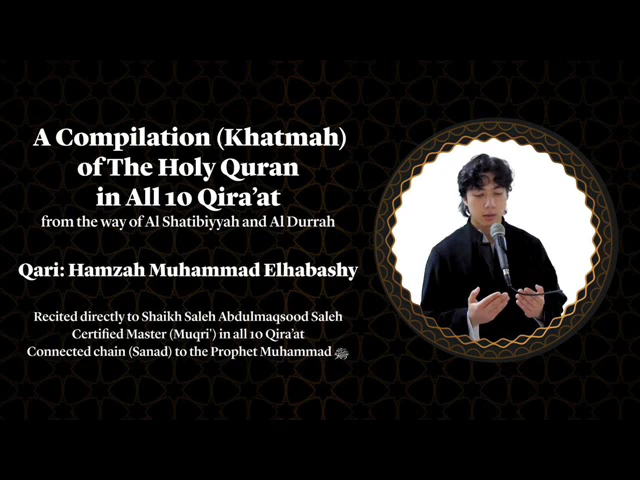 A Compilation (Khatmah)
of The Holy Quran
in All 10 Qira'at
from the way of Al Shatibiyyah and Al Durrah
Qari: Hamzah Muhammad Elhabashy
Recited directly to Shaikh Saleh Abdulmaqsood Saleh
Certified Master (Muqri') in all 10 Qira'at
Connected chain (Sanad) to the Prophet Muhammad ﷺ